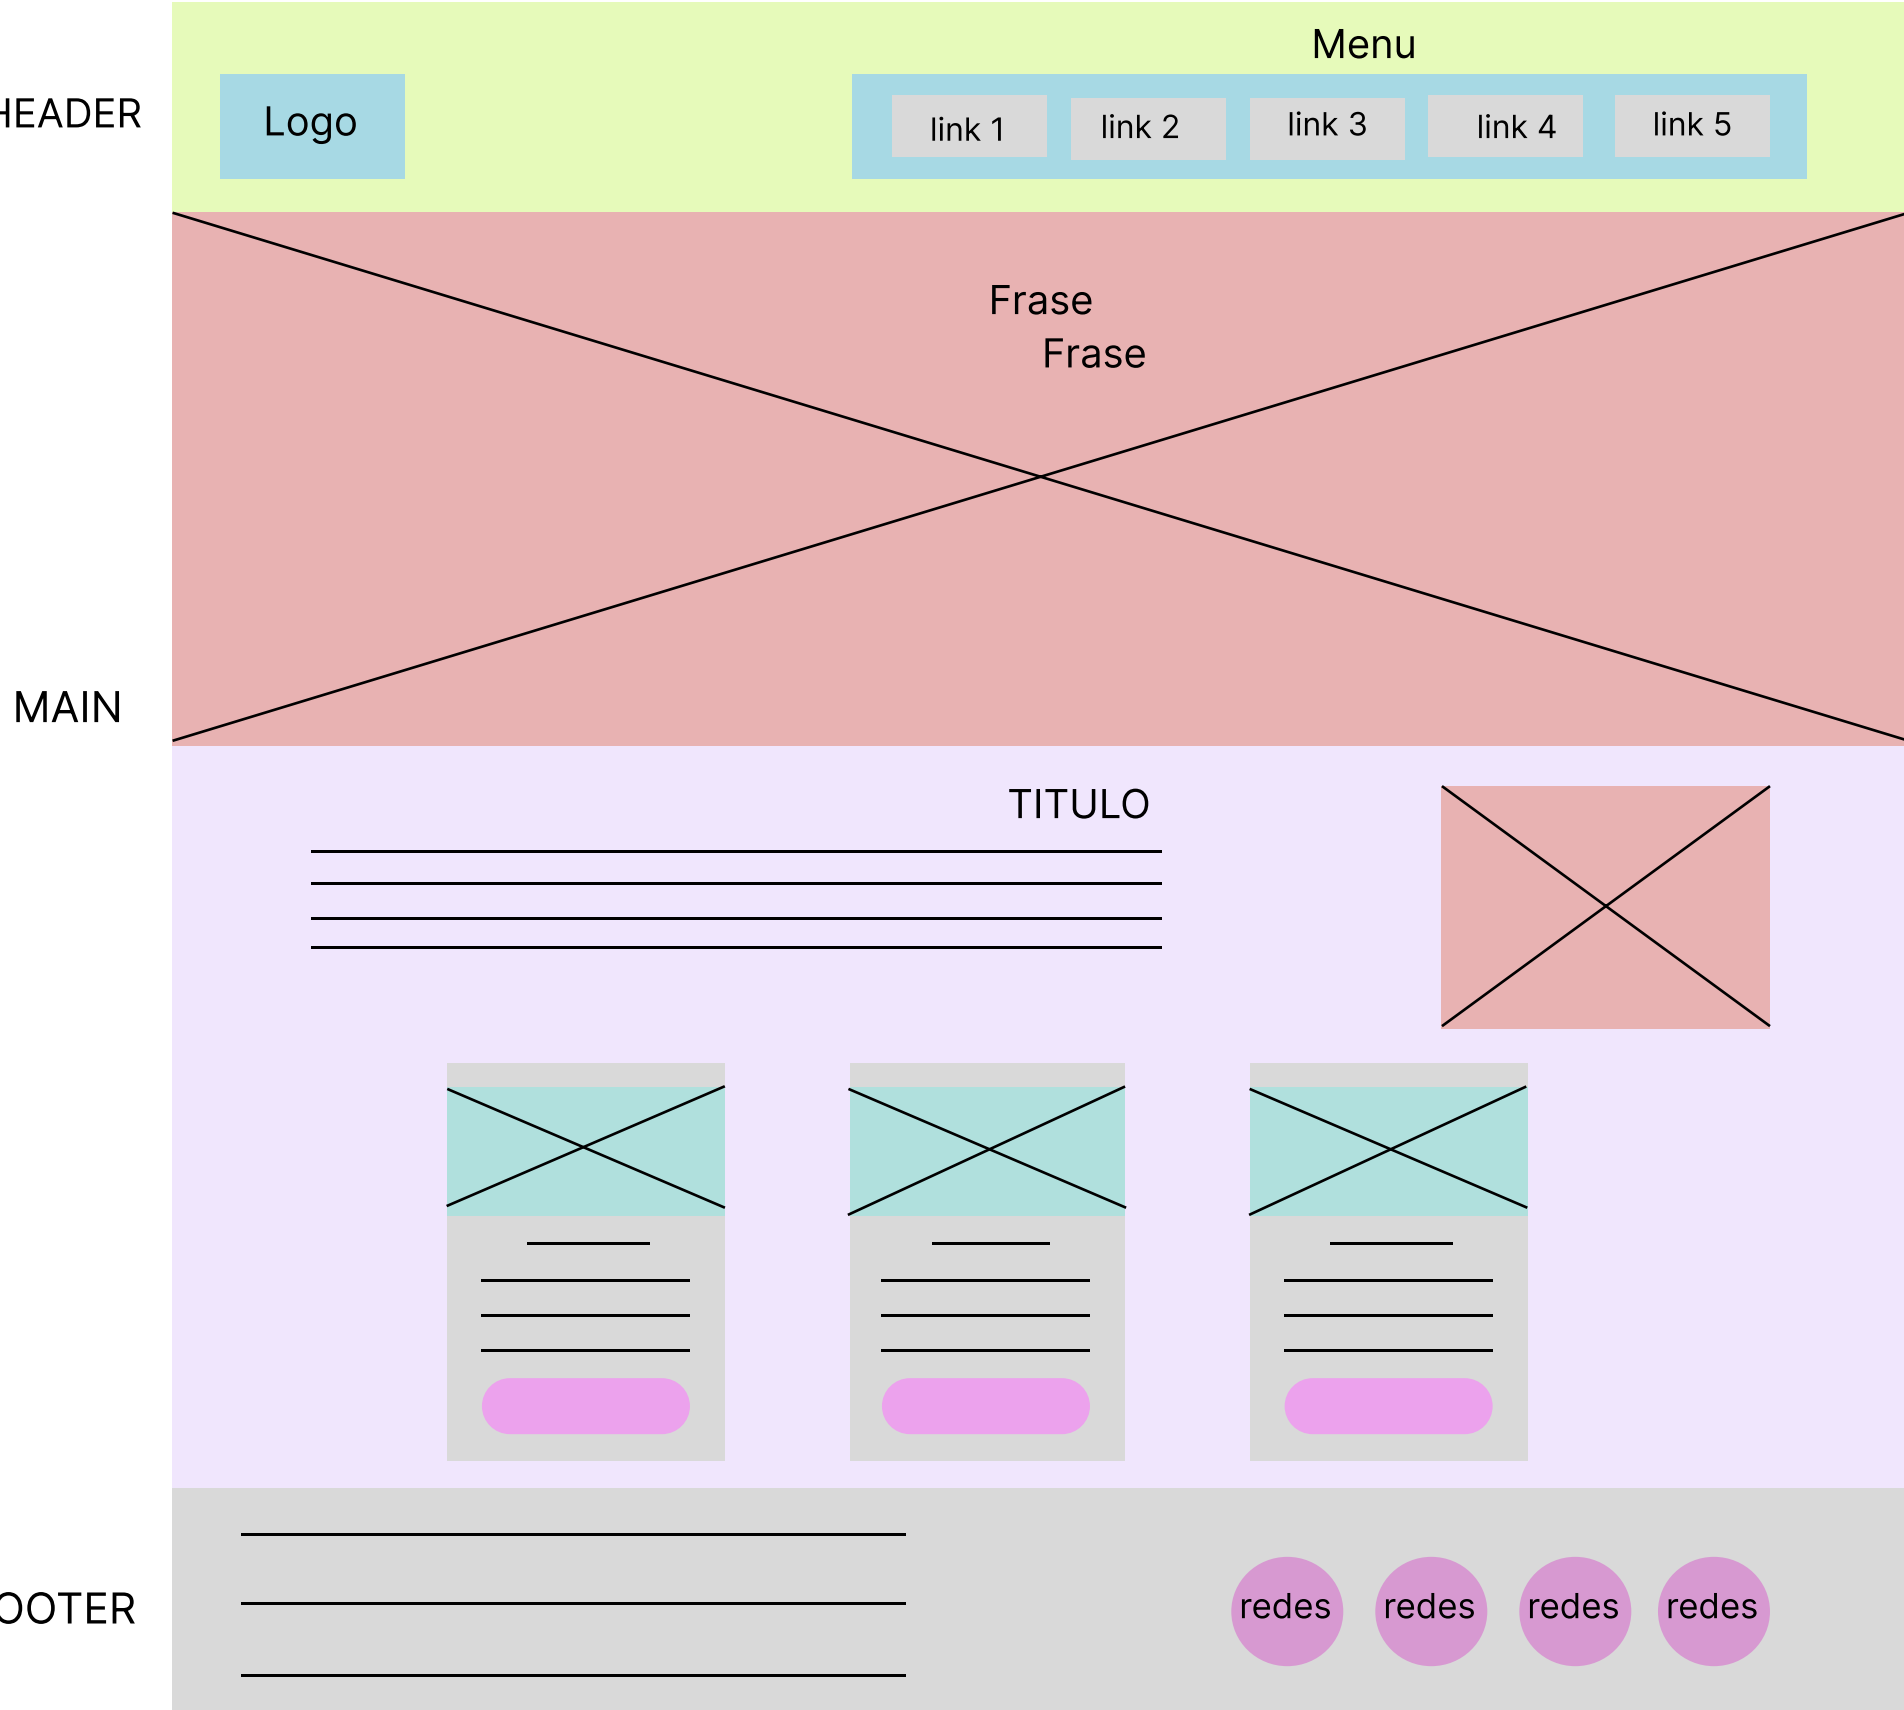 Menu
HEADER
Logo
link 1
link 2
link 3
link 4
link 5
Frase
Frase
MAIN
TITULO
OOTER
redes
redes
redes
redes